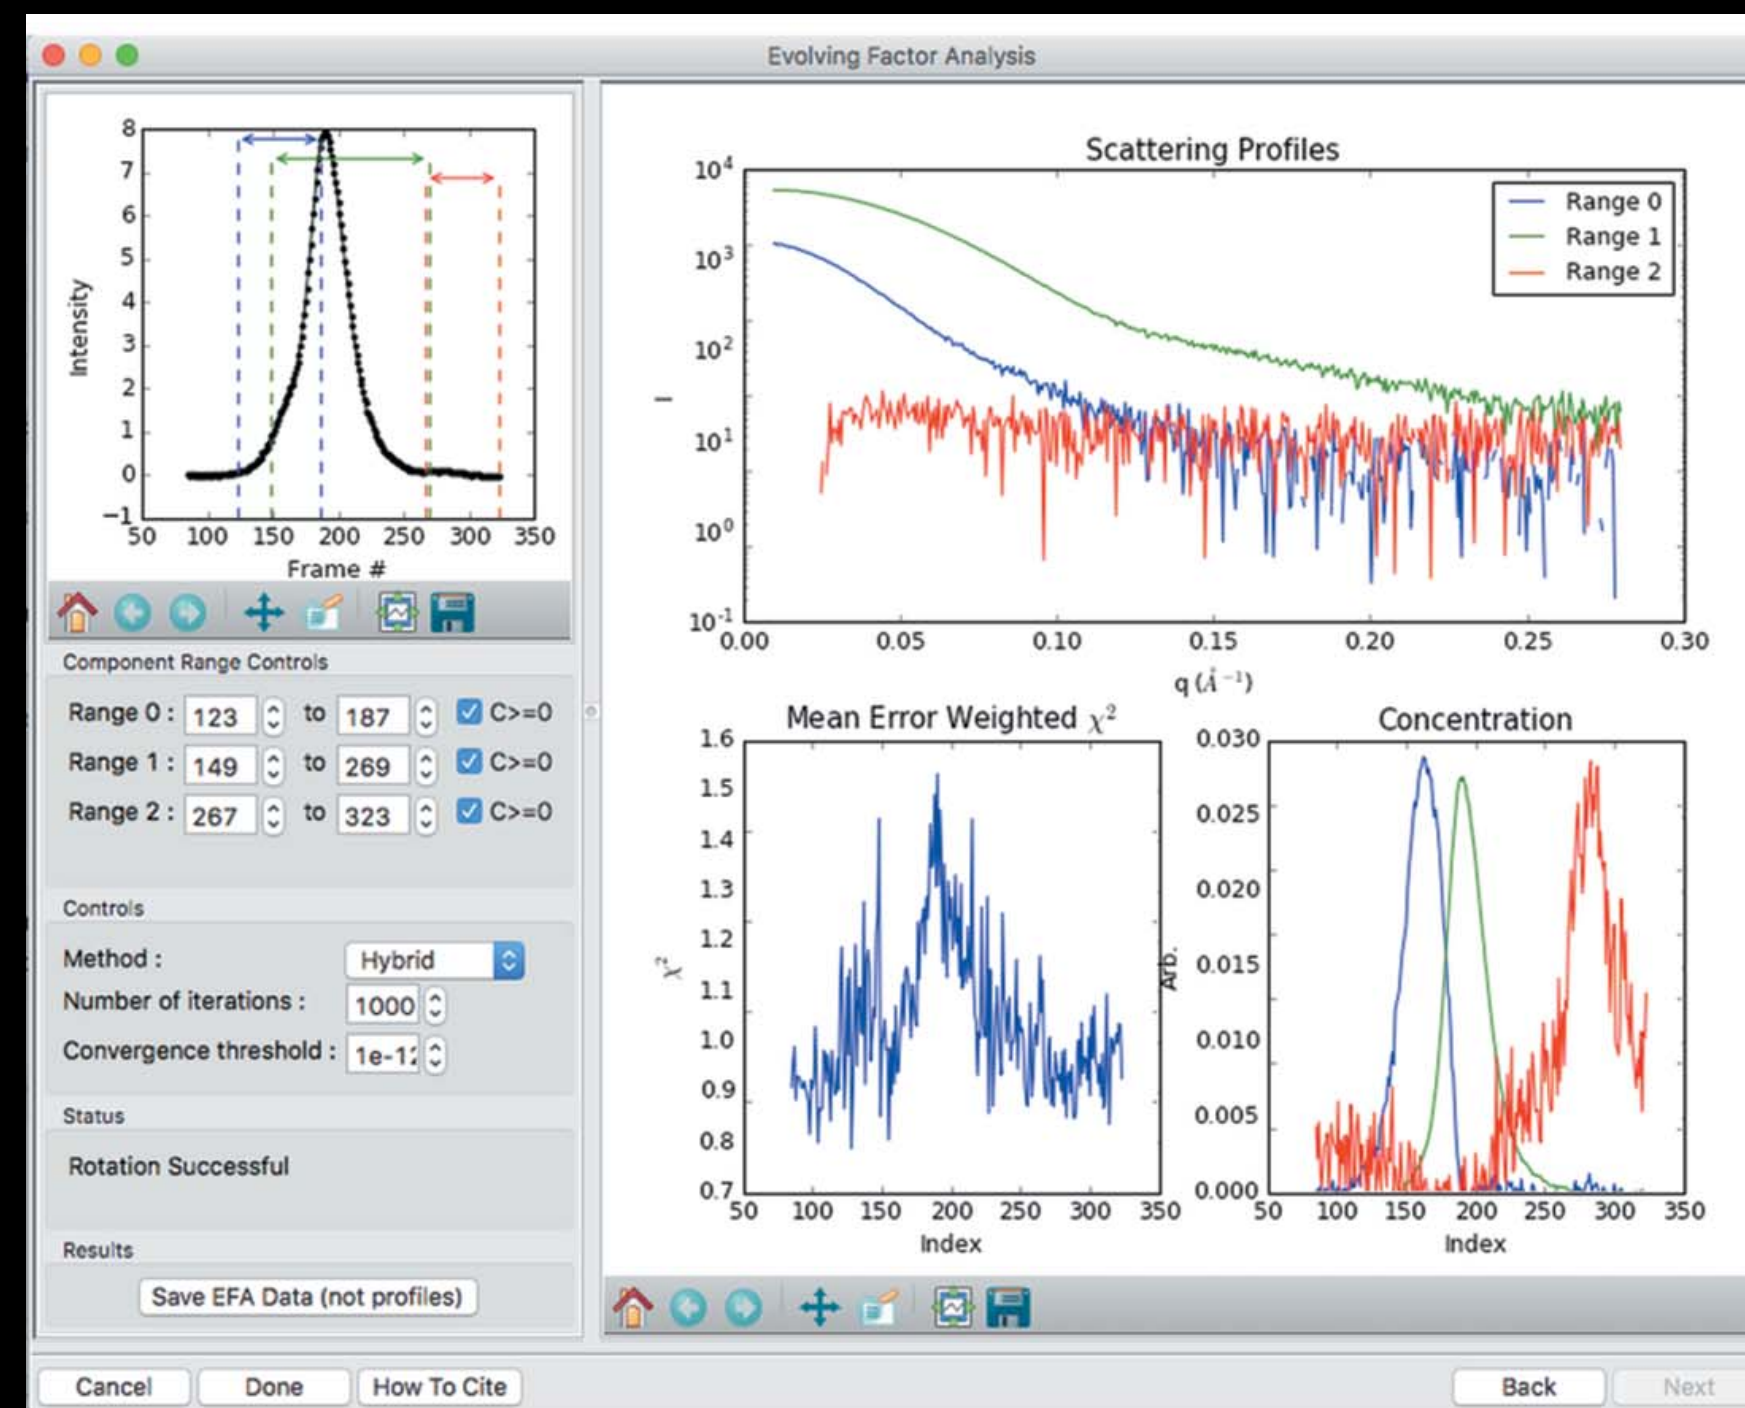 Evolving Factor Analysis
8
7
6
5
4
3
2
1
0
−1
Intensity
50 100 150 200 250 300 350
Frame #
Component Range Controls
Range 0 : 123 to 187 C>=0
Range 1 : 149 to 269 C>=0
Range 2 : 267 to 323 C>=0
Controls
Method : Hybrid
Number of iterations : 1000
Convergence threshold : 1e-12
Status
Rotation Successful
Results
Save EFA Data (not profiles)
Scattering Profiles
10⁴
10³
10²
10¹
10⁰
10⁻¹
I
Range 0
Range 1
Range 2
0.00 0.05 0.10 0.15 0.20 0.25 0.30
q (Å⁻¹)
Mean Error Weighted χ²
1.6
1.5
1.4
1.3
1.2
1.1
1.0
0.9
0.8
0.7
χ²
50 100 150 200 250 300 350
Index
Concentration
0.030
0.025
0.020
0.015
0.010
0.005
0.000
Arb.
50 100 150 200 250 300 350
Index
Cancel Done How To Cite Back Next